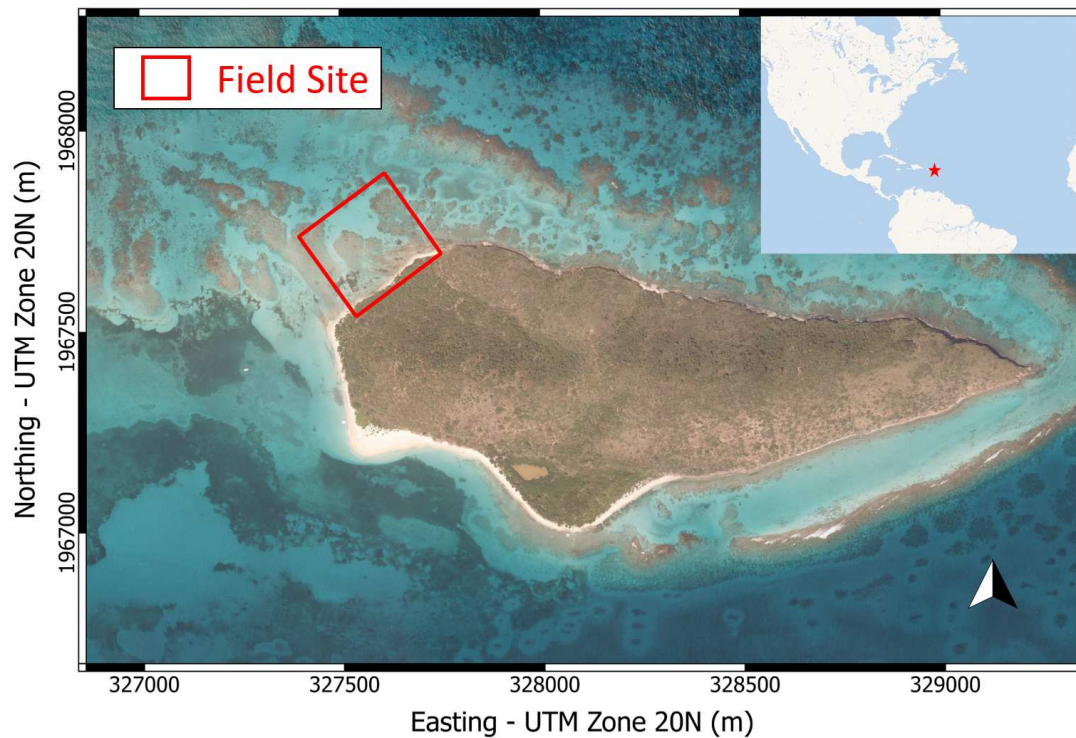 Field Site
Northing - UTM Zone 20N (m)
1968000
1967500
1967000
327000 327500 328000 328500 329000
Easting - UTM Zone 20N (m)